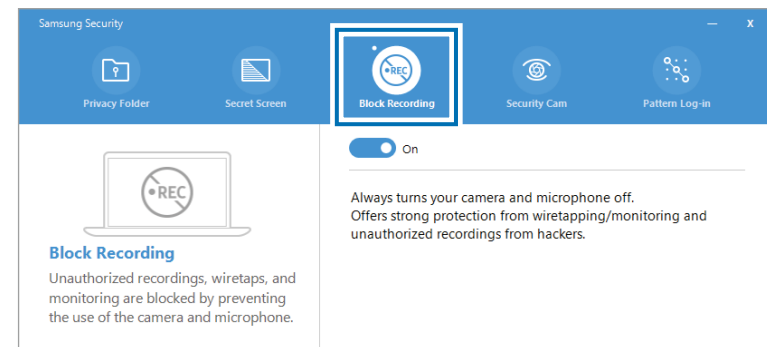 Samsung Security
— x
REC
Privacy Folder Secret Screen Block Recording Security Cam Pattern Log-in
On
REC
Always turns your camera and microphone off.
Offers strong protection from wiretapping/monitoring and
unauthorized recordings from hackers.
Block Recording
Unauthorized recordings, wiretaps, and
monitoring are blocked by preventing
the use of the camera and microphone.